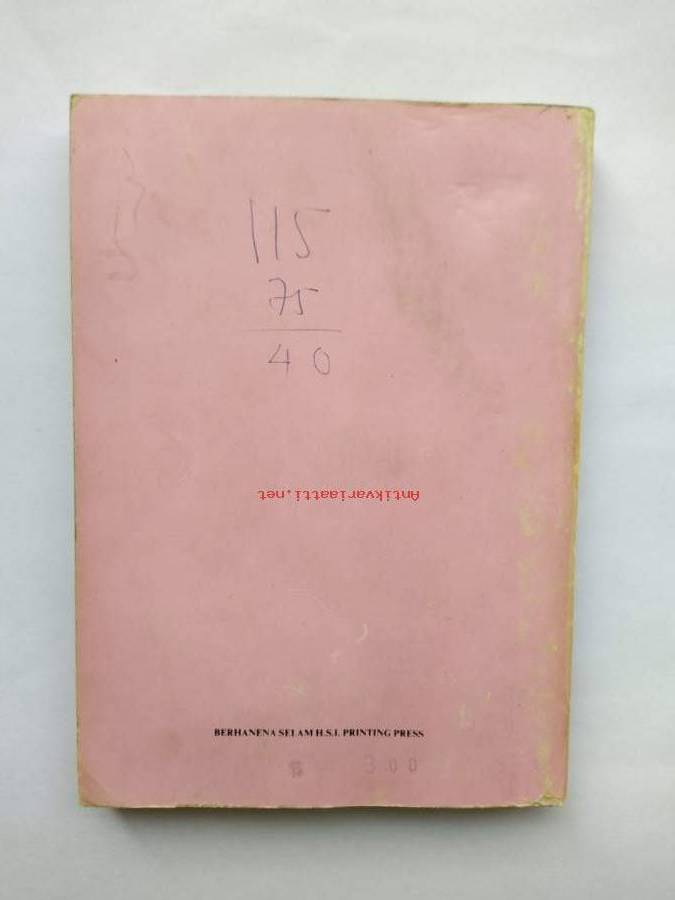 115
75
40
Antikvariaatti.net
BERHANENA SELAM H.S.I. PRINTING PRESS
300